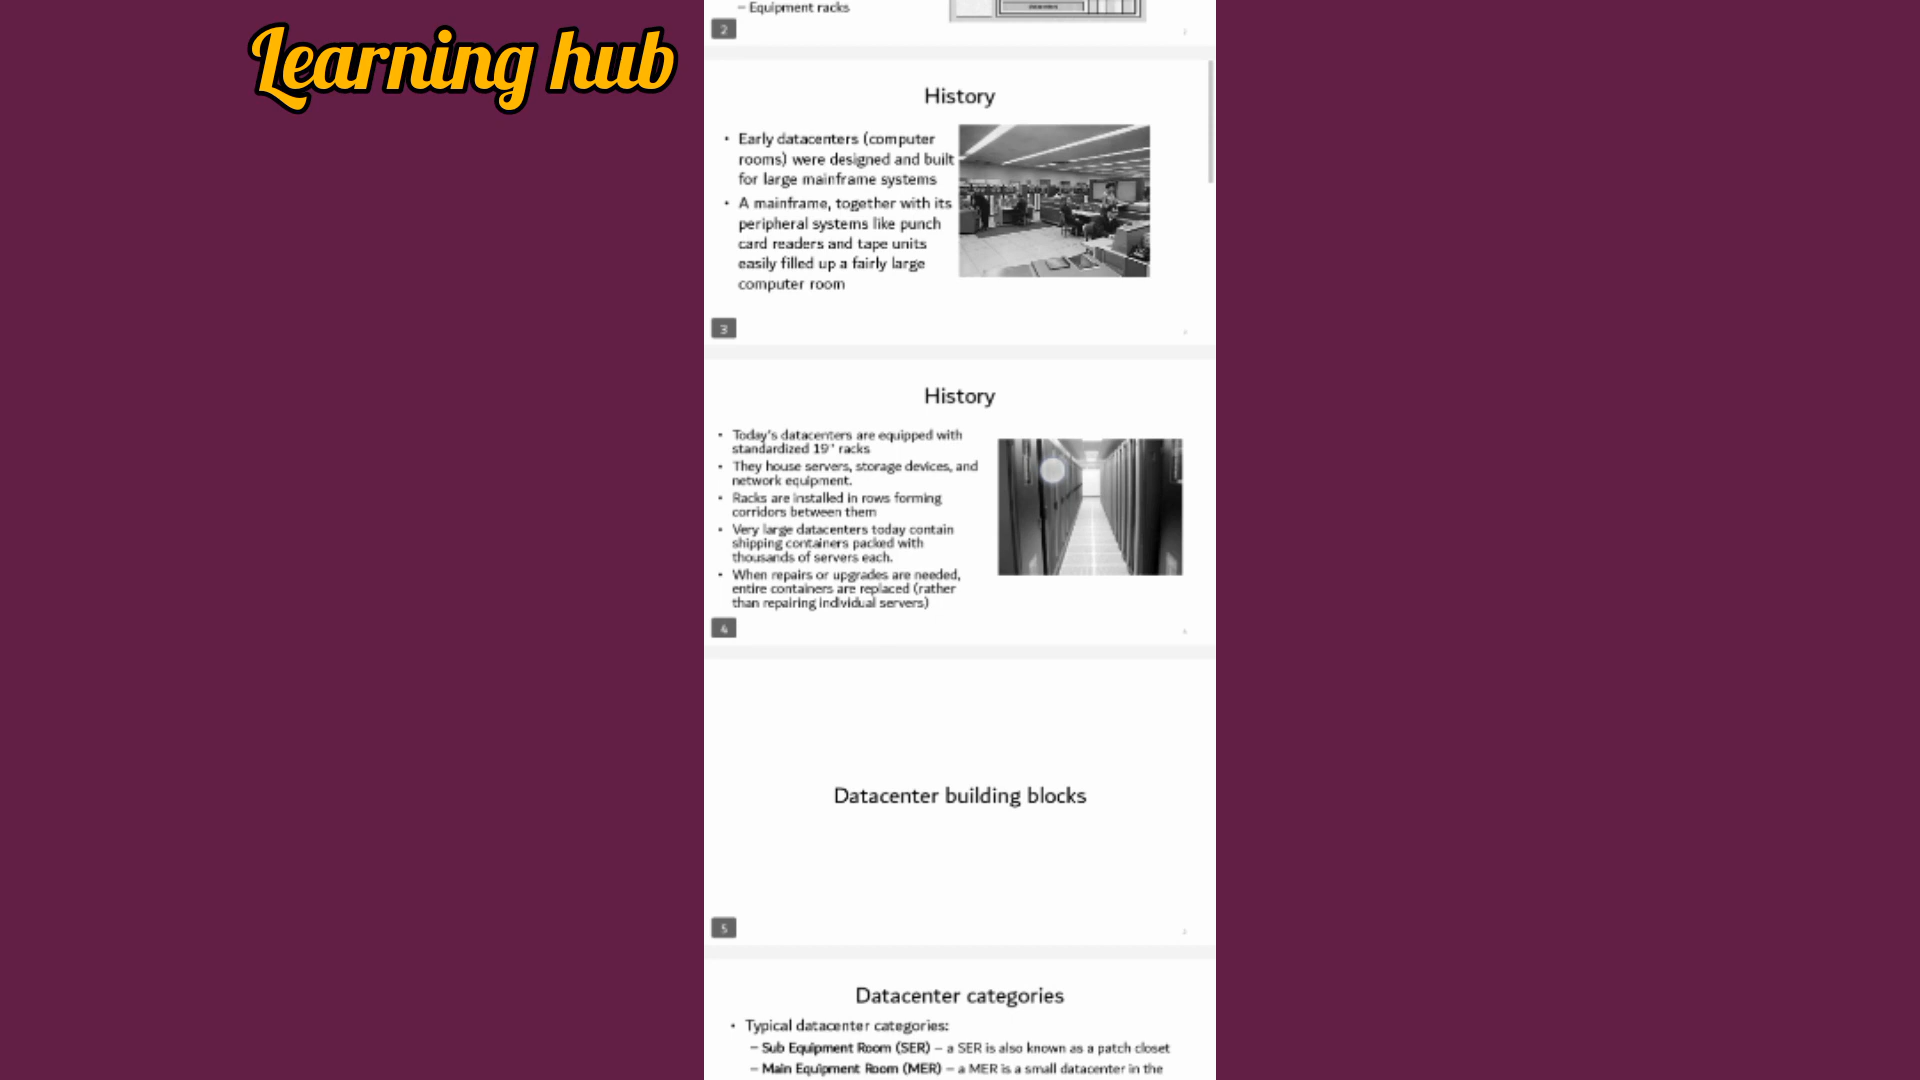 Learning hub
– Equipment racks
2
History
• Early datacenters (computer
rooms) were designed and built
for large mainframe systems
• A mainframe, together with its
peripheral systems like punch
card readers and tape units
easily filled up a fairly large
computer room
3
History
• Today's datacenters are equipped with
standardized 19" racks
• They house servers, storage devices, and
network equipment.
• Racks are installed in rows forming
corridors between them
• Very large datacenters today contain
shipping containers packed with
thousands of servers each.
• When repairs or upgrades are needed,
entire containers are replaced (rather
than repairing individual servers)
4
Datacenter building blocks
5
Datacenter categories
• Typical datacenter categories:
– Sub Equipment Room (SER) – a SER is also known as a patch closet
– Main Equipment Room (MER) – a MER is a small datacenter in the